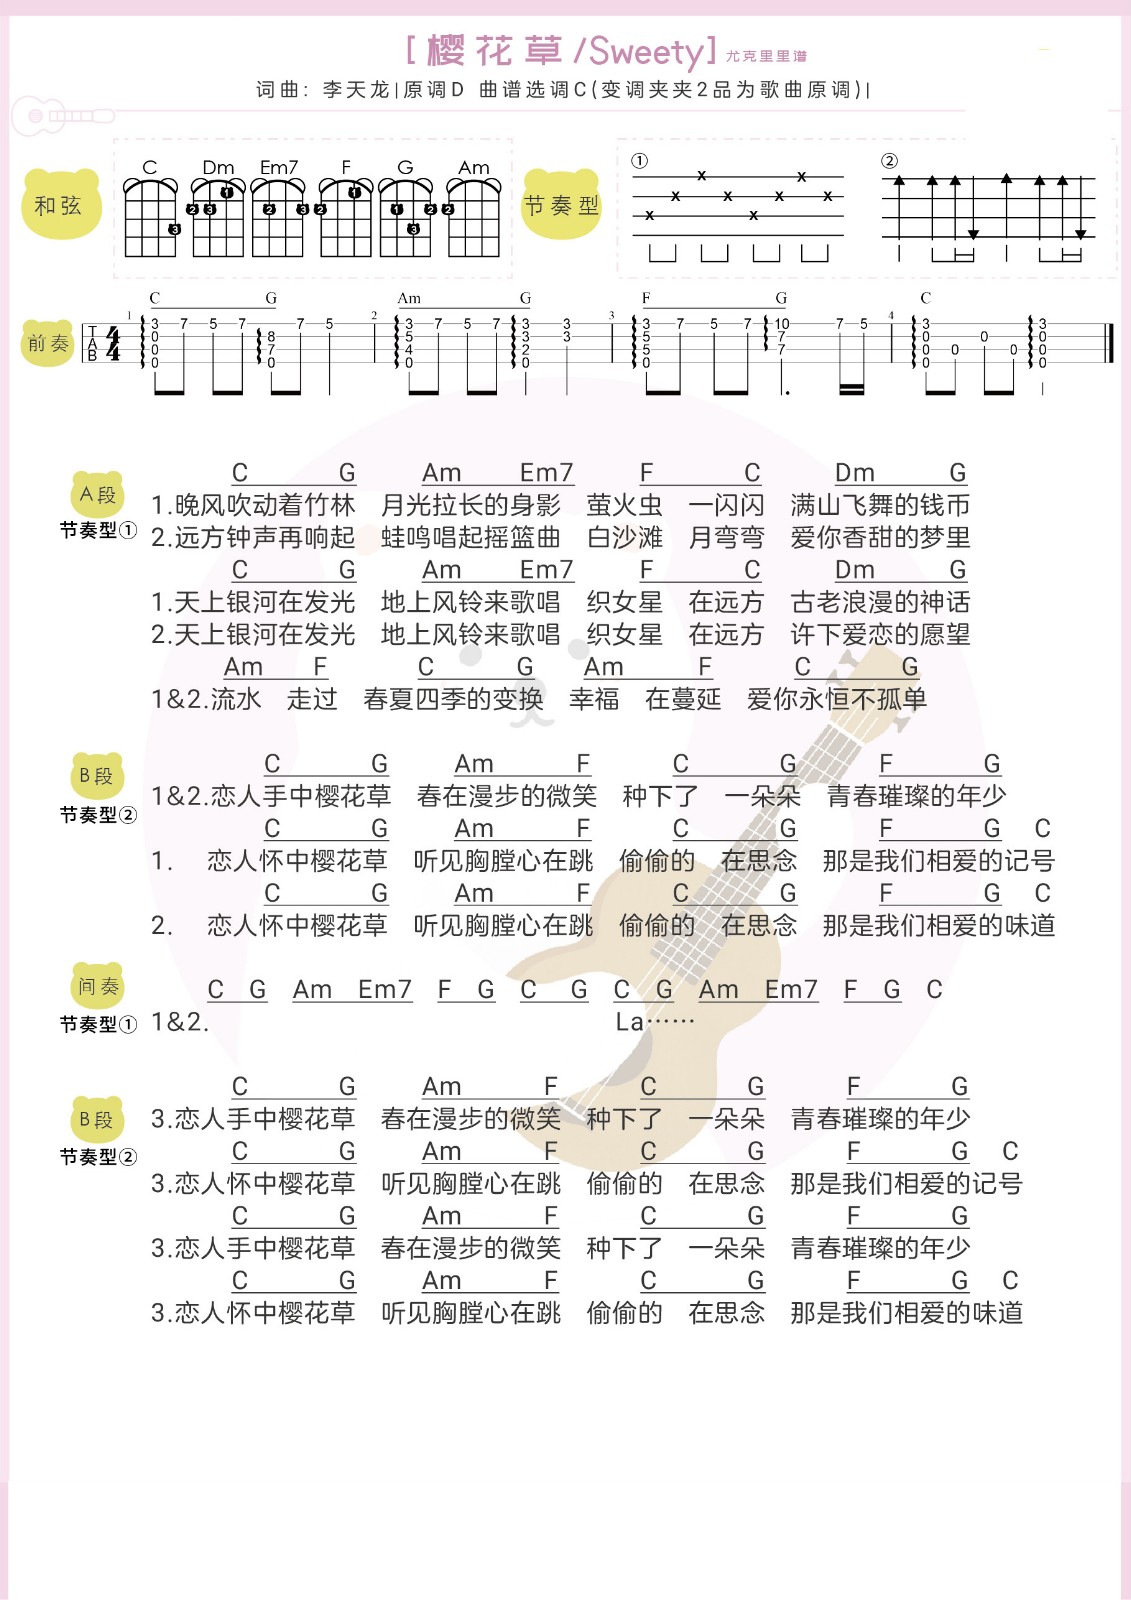 [樱花草/Sweety]尤克里里谱
词曲: 李天龙|原调D 曲谱选调C(变调夹夹2品为歌曲原调)|
和弦 C Dm Em7 F G Am 节奏型 ① ②
C G Am G F G C
前奏
A段 C G Am Em7 F C Dm G
1.晚风吹动着竹林 月光拉长的身影 萤火虫 一闪闪 满山飞舞的钱币
节奏型① 2.远方钟声再响起 蛙鸣唱起摇篮曲 白沙滩 月弯弯 爱你香甜的梦里
C G Am Em7 F C Dm G
1.天上银河在发光 地上风铃来歌唱 织女星 在远方 古老浪漫的神话
2.天上银河在发光 地上风铃来歌唱 织女星 在远方 许下爱恋的愿望
Am F C G Am F C G
1&2.流水 走过 春夏四季的变换 幸福 在蔓延 爱你永恒不孤单
B段 C G Am F C G F G
节奏型② 1&2.恋人手中樱花草 春在漫步的微笑 种下了 一朵朵 青春璀璨的年少
C G Am F C G F G C
1. 恋人怀中樱花草 听见胸膛心在跳 偷偷的 在思念 那是我们相爱的记号
C G Am F C G F G C
2. 恋人怀中樱花草 听见胸膛心在跳 偷偷的 在思念 那是我们相爱的味道
间奏 C G Am Em7 F G C G C G Am Em7 F G C
节奏型① 1&2. La……
B段 C G Am F C G F G
3.恋人手中樱花草 春在漫步的微笑 种下了 一朵朵 青春璀璨的年少
节奏型② C G Am F C G F G C
3.恋人怀中樱花草 听见胸膛心在跳 偷偷的 在思念 那是我们相爱的记号
C G Am F C G F G
3.恋人手中樱花草 春在漫步的微笑 种下了 一朵朵 青春璀璨的年少
C G Am F C G F G C
3.恋人怀中樱花草 听见胸膛心在跳 偷偷的 在思念 那是我们相爱的味道